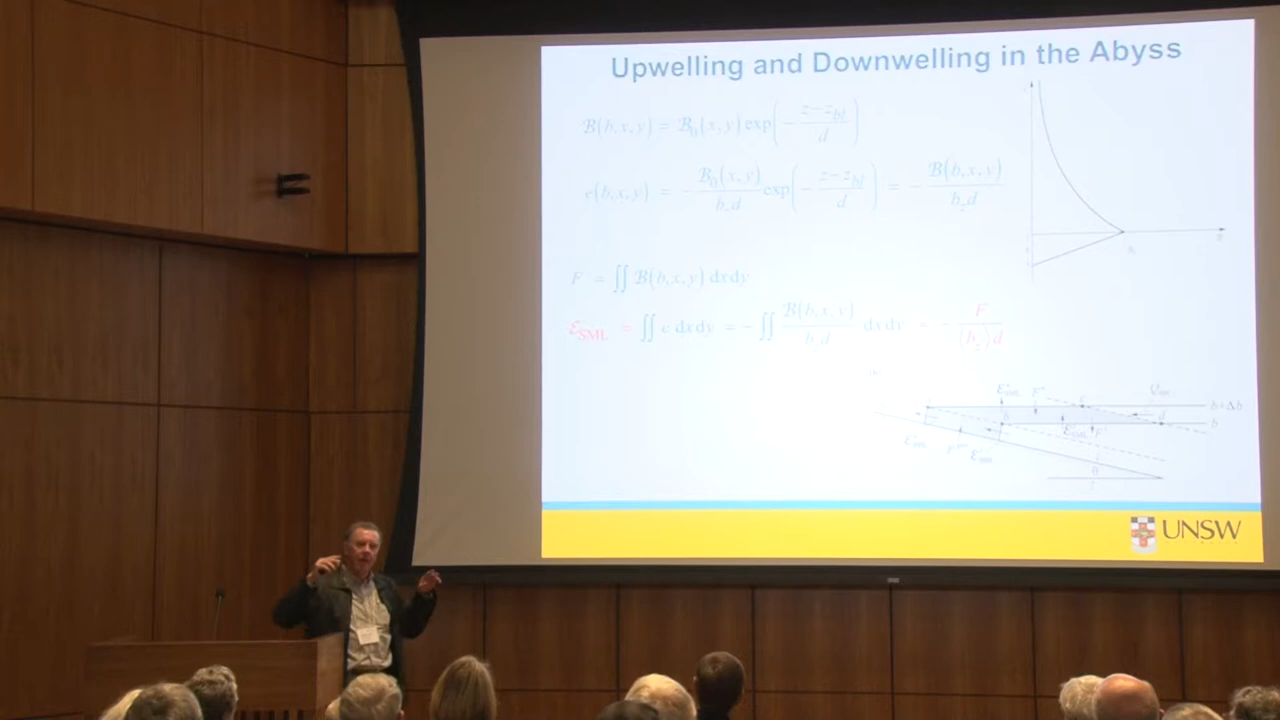 Upwelling and Downwelling in the Abyss
B(b,x,y) = B₀(x,y) exp(−(z−z_bl)/d)
e(b,x,y) = −B₀(x,y)/(b_z d) exp(−(z−z_bl)/d) = −B(b,x,y)/(b_z d)
F = ∬ B(b,x,y) dxdy
ℰ_SML = ∬ e dxdy = −∬ B(b,x,y)/(b_z d) dxdy = −F/(⟨b_z⟩d)
b+Δb
b
θ
UNSW